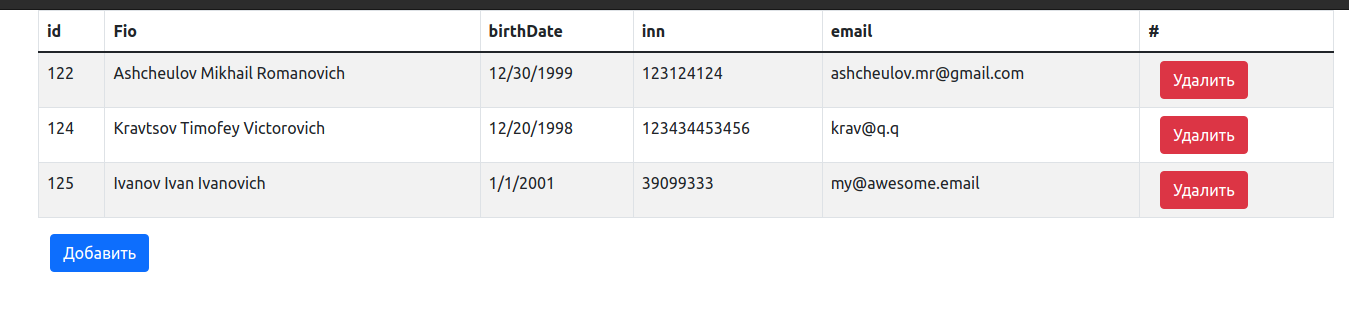 id Fio birthDate inn email #
122 Ashcheulov Mikhail Romanovich 12/30/1999 123124124 ashcheulov.mr@gmail.com Удалить
124 Kravtsov Timofey Victorovich 12/20/1998 123434453456 krav@q.q Удалить
125 Ivanov Ivan Ivanovich 1/1/2001 39099333 my@awesome.email Удалить
Добавить